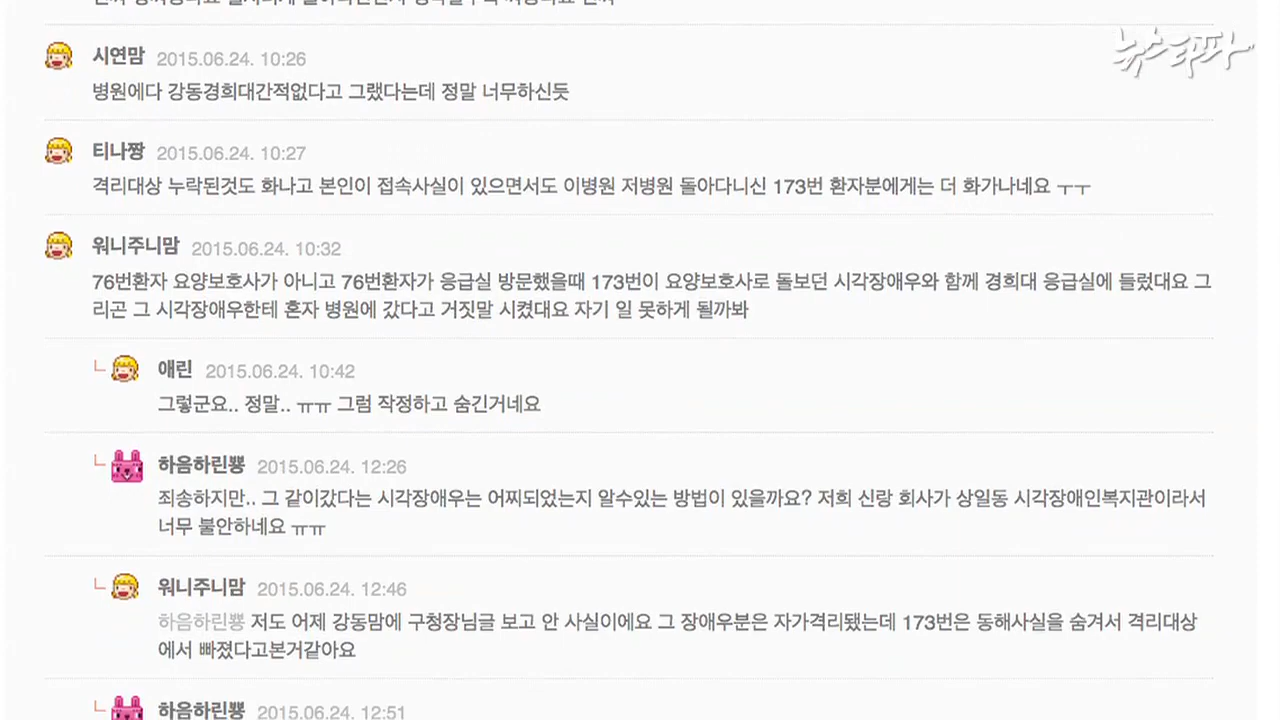 뉴스타파
시연맘 2015.06.24. 10:26
병원에다 강동경희대간적없다고 그랬다는데 정말 너무하신듯
티나짱 2015.06.24. 10:27
격리대상 누락된것도 화나고 본인이 접속사실이 있으면서도 이병원 저병원 돌아다니신 173번 환자분에게는 더 화가나네요 ㅜㅜ
워니주니맘 2015.06.24. 10:32
76번환자 요양보호사가 아니고 76번환자가 응급실 방문했을때 173번이 요양보호사로 돌보던 시각장애우와 함께 경희대 응급실에 들렀대요 그
리곤 그 시각장애우한테 혼자 병원에 갔다고 거짓말 시켰대요 자기 일 못하게 될까봐
애린 2015.06.24. 10:42
그렇군요.. 정말.. ㅠㅠ 그럼 작정하고 숨긴거네요
하음하린뿅 2015.06.24. 12:26
죄송하지만.. 그 같이갔다는 시각장애우는 어찌되었는지 알수있는 방법이 있을까요? 저희 신랑 회사가 상일동 시각장애인복지관이라서
너무 불안하네요 ㅠㅠ
워니주니맘 2015.06.24. 12:46
하음하린뿅 저도 어제 강동맘에 구청장님글 보고 안 사실이에요 그 장애우분은 자가격리됐는데 173번은 동해사실을 숨겨서 격리대상
에서 빠졌다고본거같아요
하음하린뿅 2015.06.24. 12:51